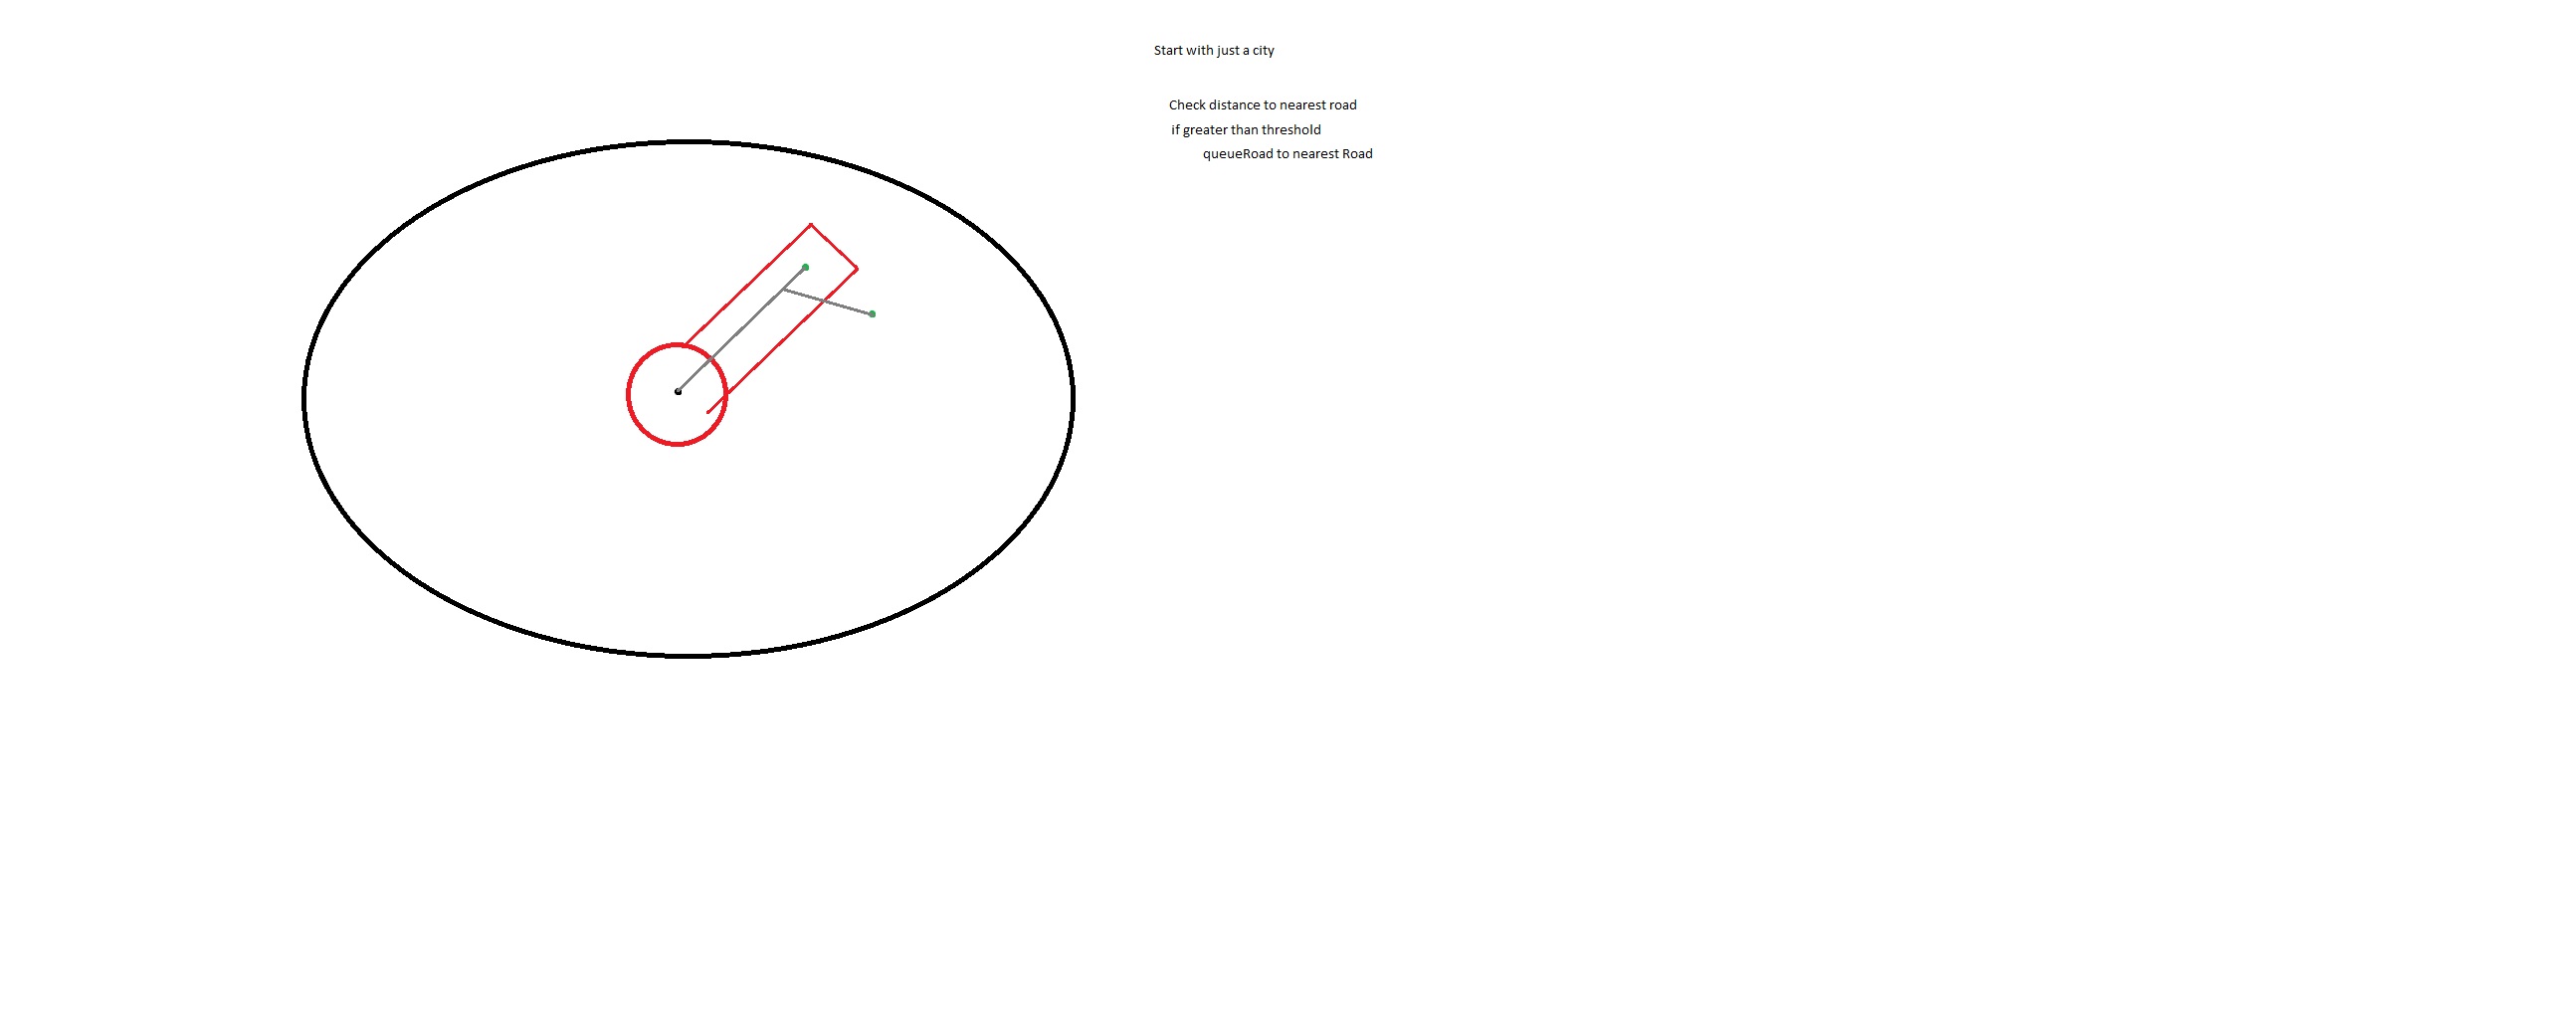 Start with just a city
Check distance to nearest road
if greater than threshold
queueRoad to nearest Road